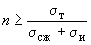 n ≥ σт / (σсж + σи)